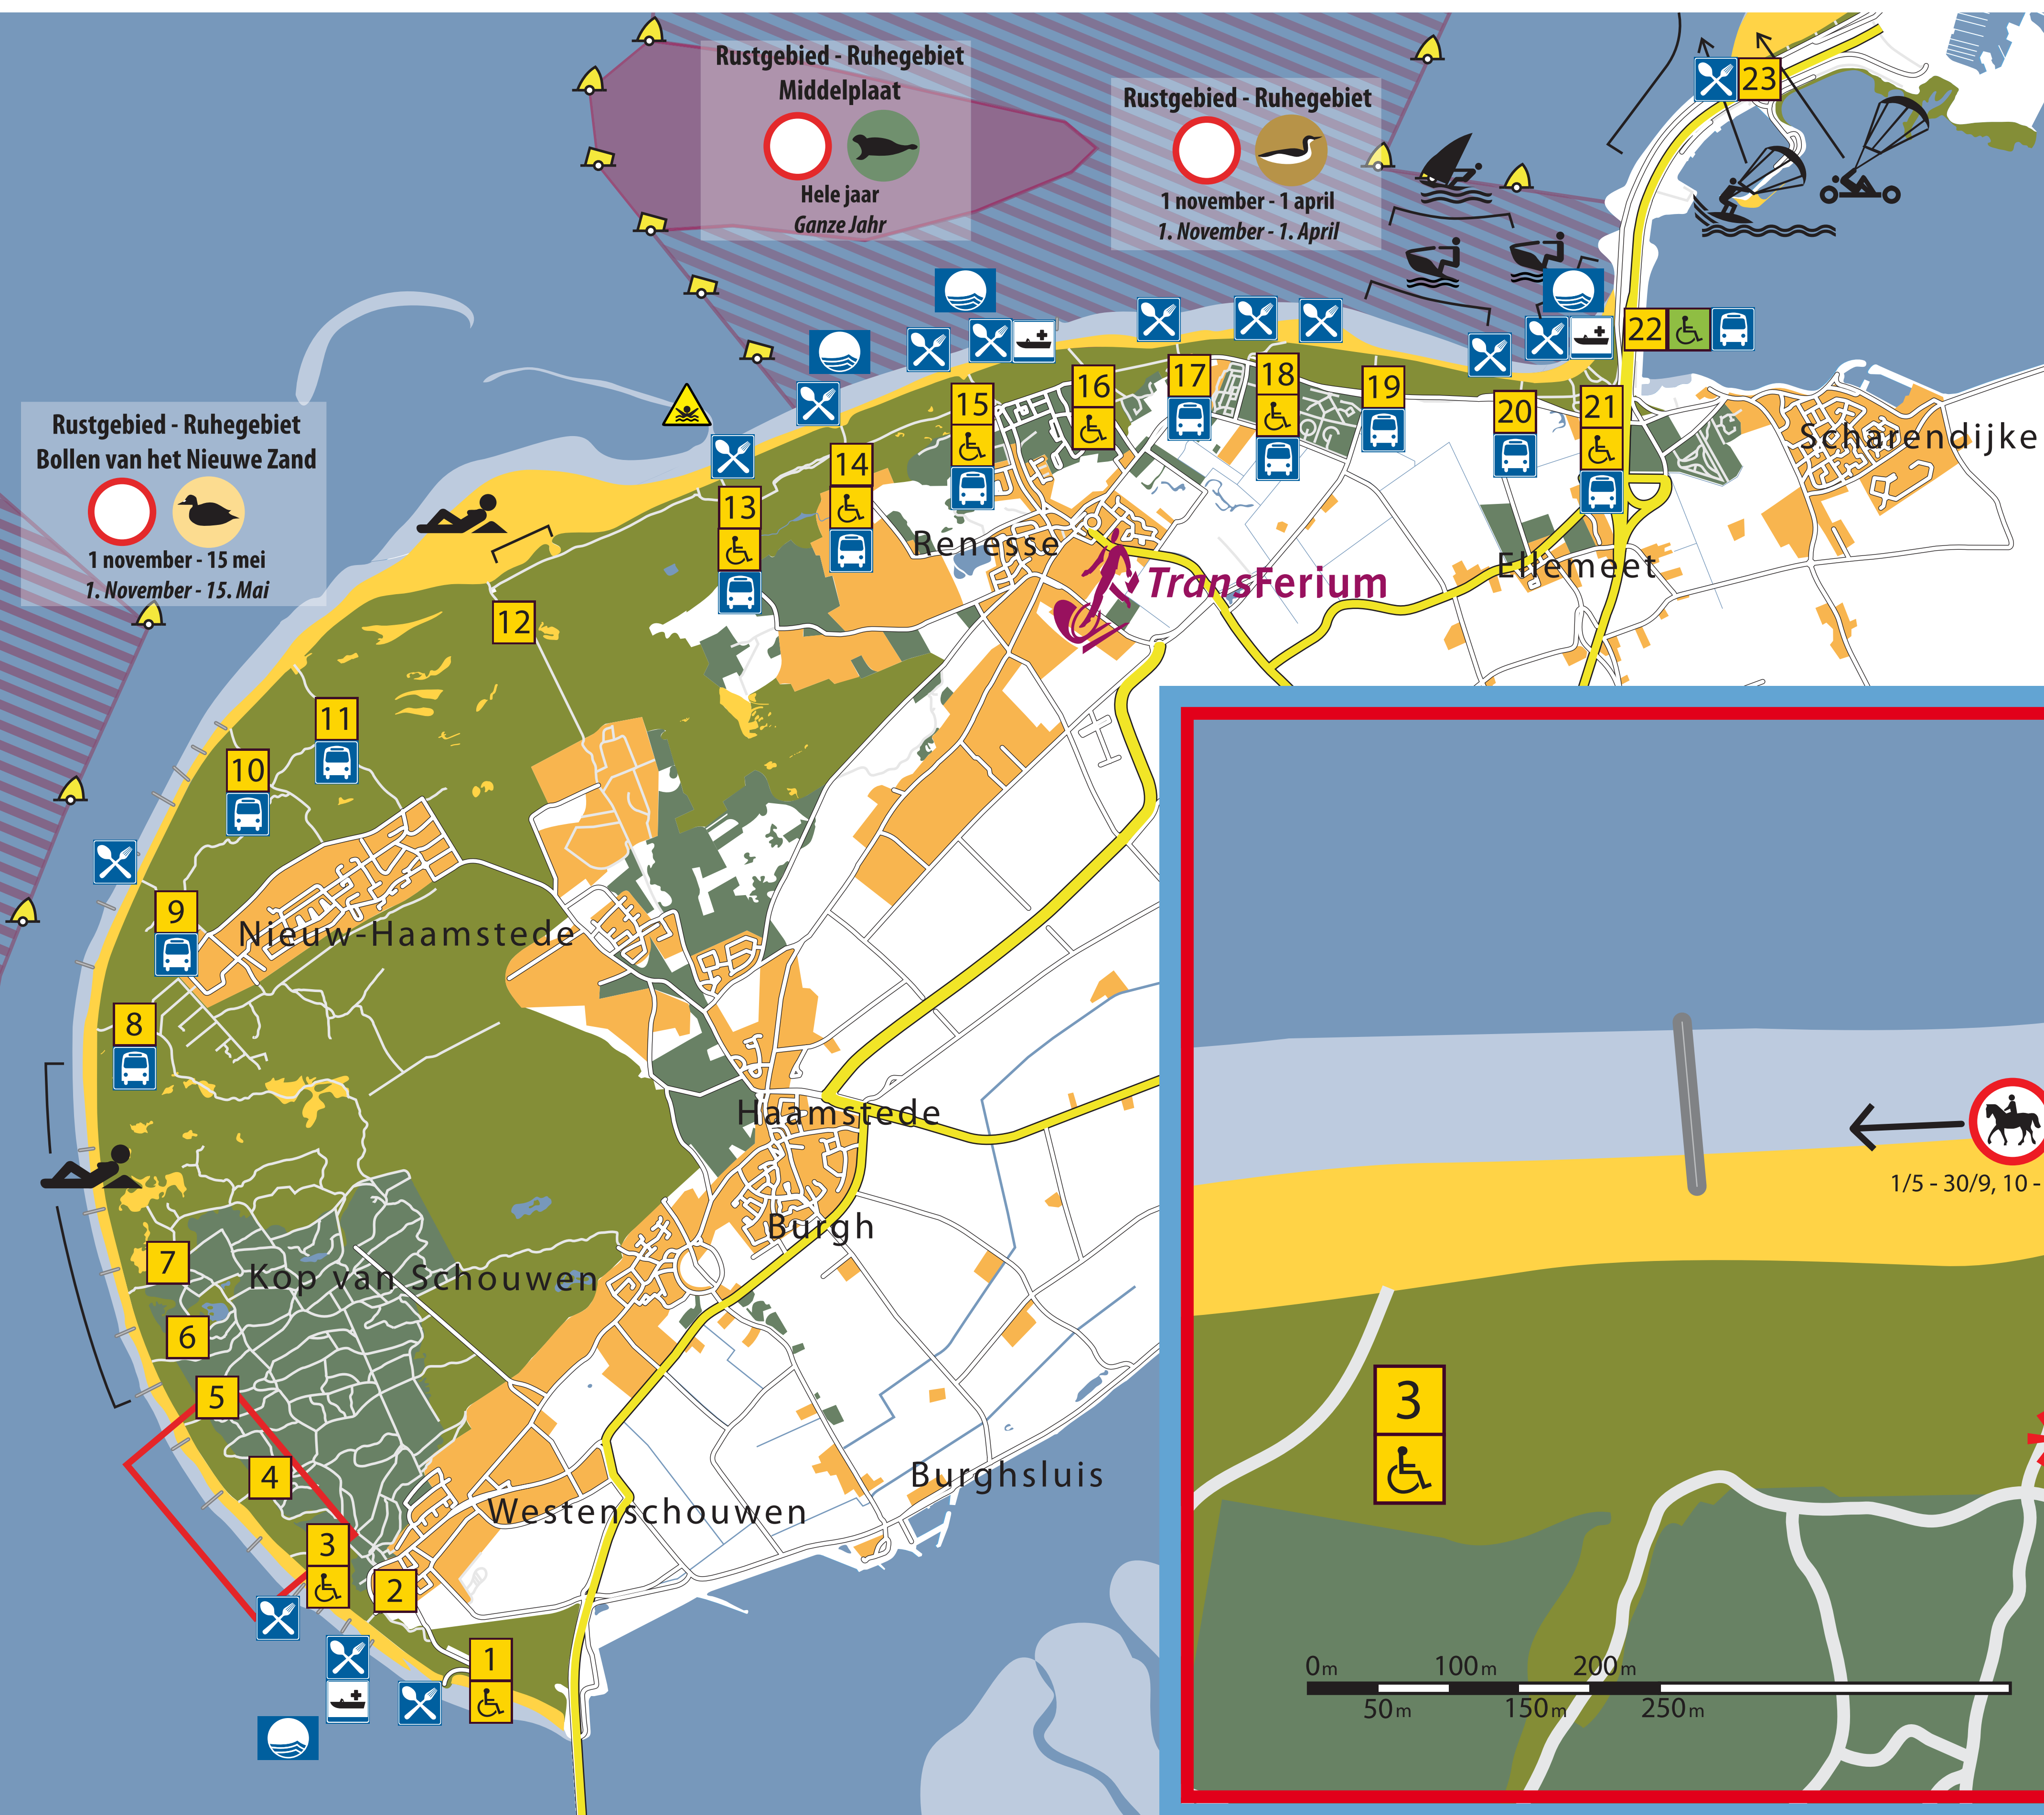 Rustgebied - Ruhegebiet
Middelplaat
Hele jaar
Ganze Jahr
Rustgebied - Ruhegebiet
1 november - 1 april
1. November - 1. April
23
22
Rustgebied - Ruhegebiet
Bollen van het Nieuwe Zand
1 november - 15 mei
1. November - 15. Mai
13
14
15
16
17
18
19
20
21
Scharendijke
Renesse
TransFerium
Ellemeet
12
11
10
9
Nieuw-Haamstede
8
Haamstede
Burgh
7
Kop van Schouwen
6
5
4
Burghsluis
Westenschouwen
3
2
1
1/5 - 30/9, 10 -
3
0m 100m 200m
50m 150m 250m